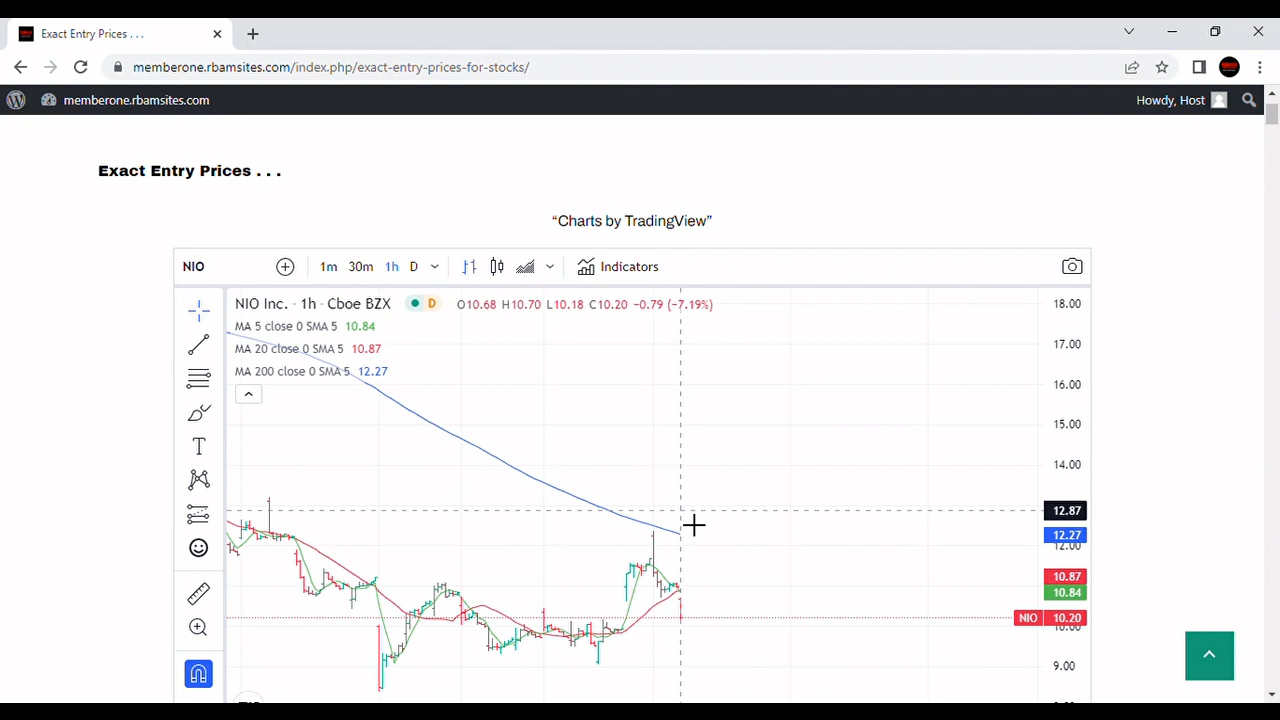 Exact Entry Prices . . .
memberone.rbamsites.com/index.php/exact-entry-prices-for-stocks/
memberone.rbamsites.com
Howdy, Host
Exact Entry Prices . . .
“Charts by TradingView”
NIO
1m 30m 1h D
Indicators
NIO Inc. · 1h · Cboe BZX D O10.68 H10.70 L10.18 C10.20 −0.79 (−7.19%)
MA 5 close 0 SMA 5 10.84
MA 20 close 0 SMA 5 10.87
MA 200 close 0 SMA 5 12.27
18.00
17.00
16.00
15.00
14.00
12.87
12.27
12.00
10.87
10.84
NIO 10.20
10.00
9.00